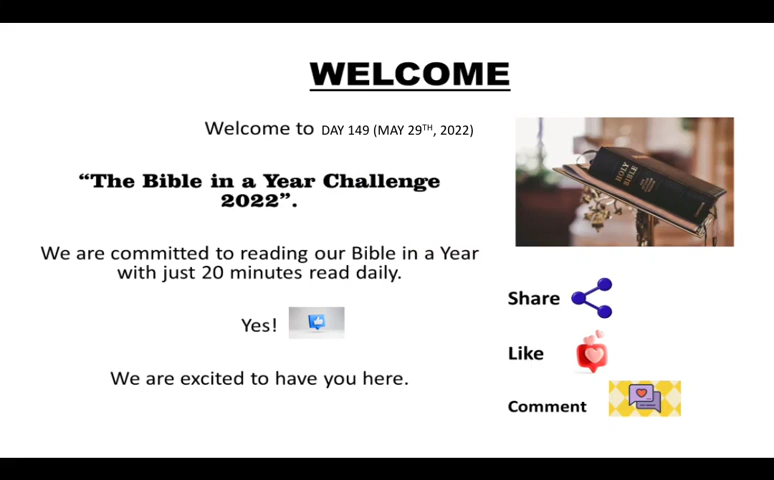 WELCOME
Welcome to DAY 149 (MAY 29TH, 2022)
“The Bible in a Year Challenge
2022”.
We are committed to reading our Bible in a Year
with just 20 minutes read daily.
Yes!
We are excited to have you here.
HOLY
BIBLE
Share
Like
Comment